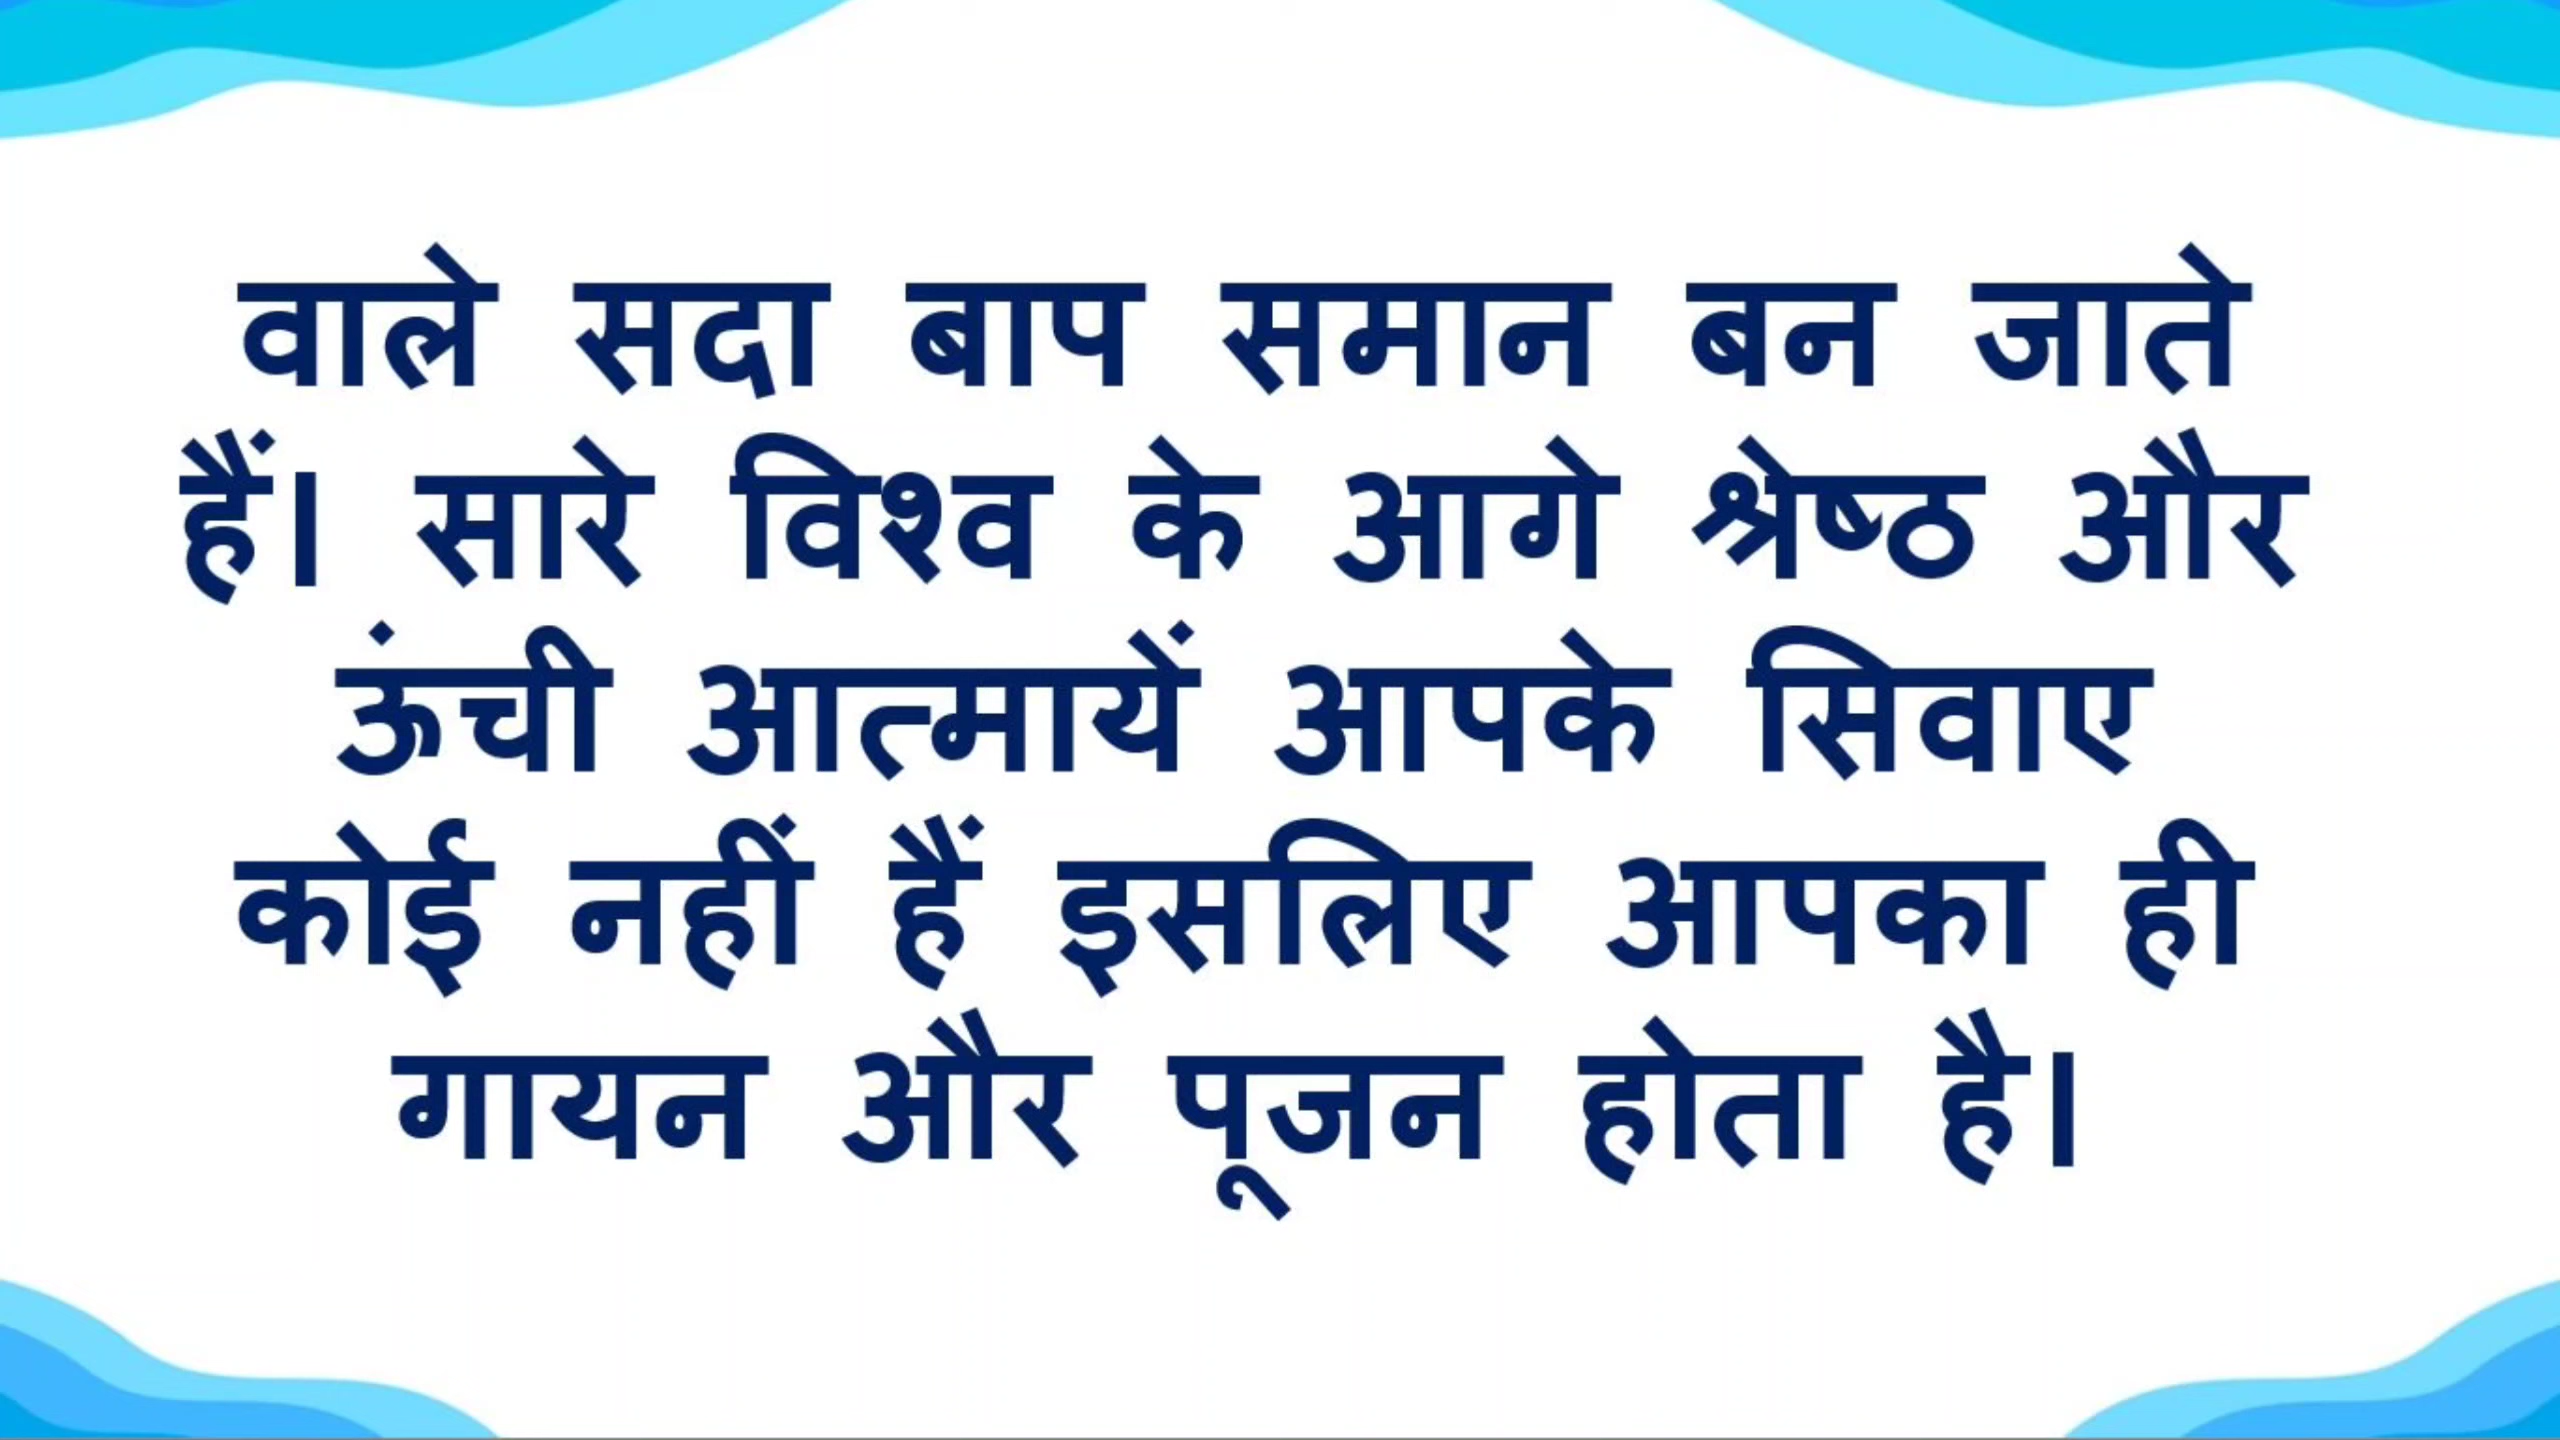 वाले सदा बाप समान बन जाते
हैं। सारे विश्व के आगे श्रेष्ठ और
ऊंची आत्मायें आपके सिवाए
कोई नहीं हैं इसलिए आपका ही
गायन और पूजन होता है।